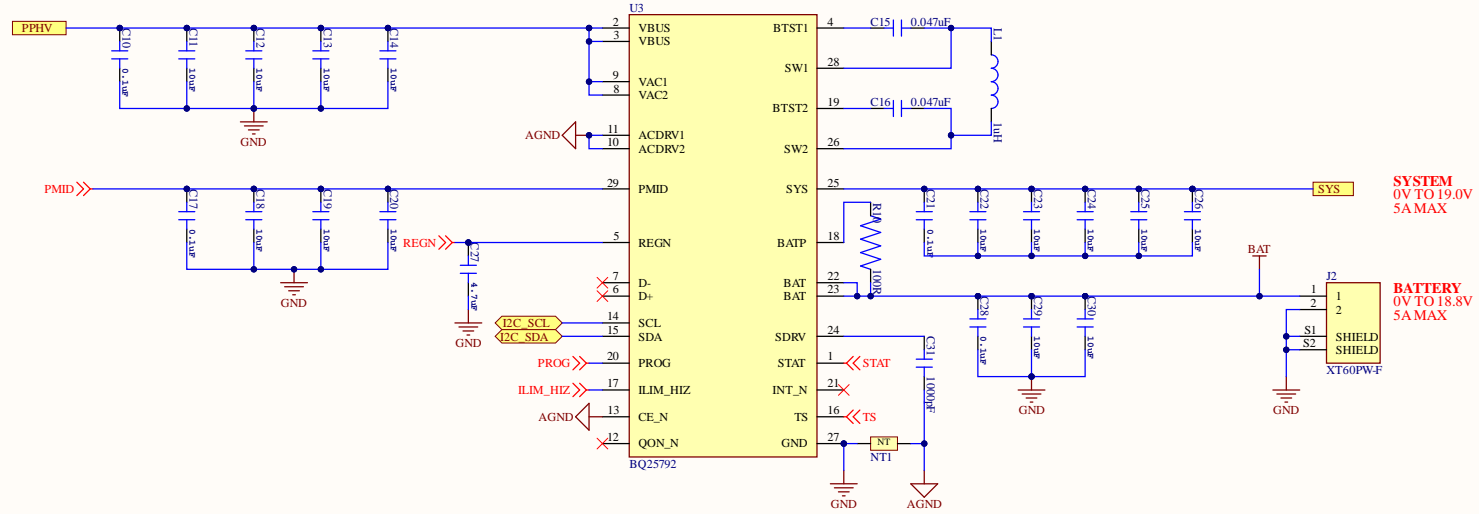 PPHV
C10
0.1uF
C11
10uF
C12
10uF
C13
10uF
C14
10uF
GND
U3
2
VBUS
3
VBUS
9
VAC1
8
VAC2
AGND
11
ACDRV1
10
ACDRV2
PMID
29
PMID
C17
0.1uF
C18
10uF
C19
10uF
C20
10uF
GND
REGN
5
REGN
C27
4.7uF
GND
7
D-
6
D+
I2C_SCL
14
SCL
I2C_SDA
15
SDA
PROG
20
PROG
ILIM_HIZ
17
ILIM_HIZ
AGND
13
CE_N
12
QON_N
BQ25792
BTST1
4
C15
0.047uF
L1
1uH
SW1
28
BTST2
19
C16
0.047uF
SW2
26
SYS
25
C21
0.1uF
C22
10uF
C23
10uF
C24
10uF
C25
10uF
C26
10uF
GND
SYS
SYSTEM
0V TO 19.0V
5A MAX
BATP
18
100R
BAT
22
BAT
23
C28
0.1uF
C29
10uF
C30
10uF
GND
BAT
J2
1
1
2
2
S1
SHIELD
S2
SHIELD
XT60PW-F
GND
BATTERY
0V TO 18.8V
5A MAX
SDRV
24
C31
1000pF
STAT
1
STAT
INT_N
21
TS
16
TS
GND
27
NT
NT1
GND
AGND